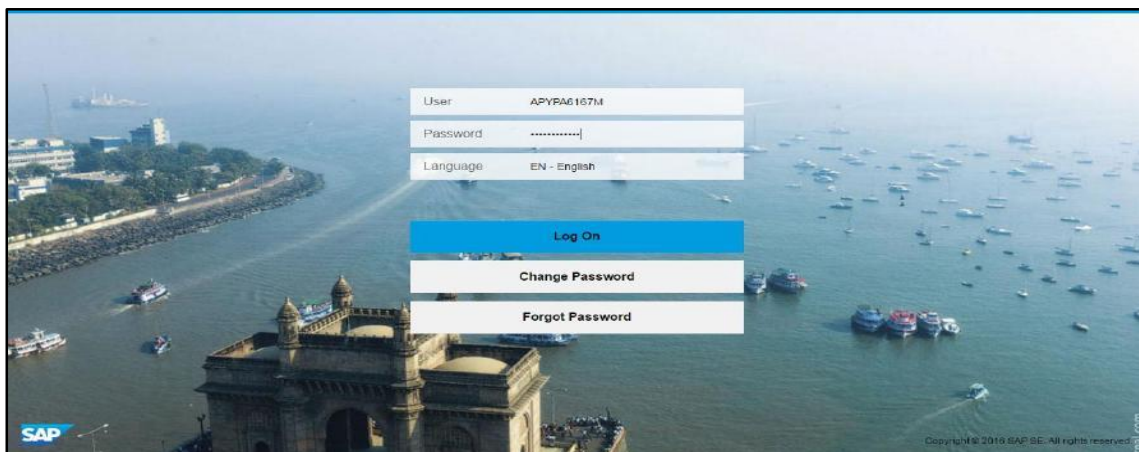 User APYPA6167M
Password ------------
Language EN - English
Log On
Change Password
Forgot Password
SAP
Copyright © 2016 SAP SE. All rights reserved.